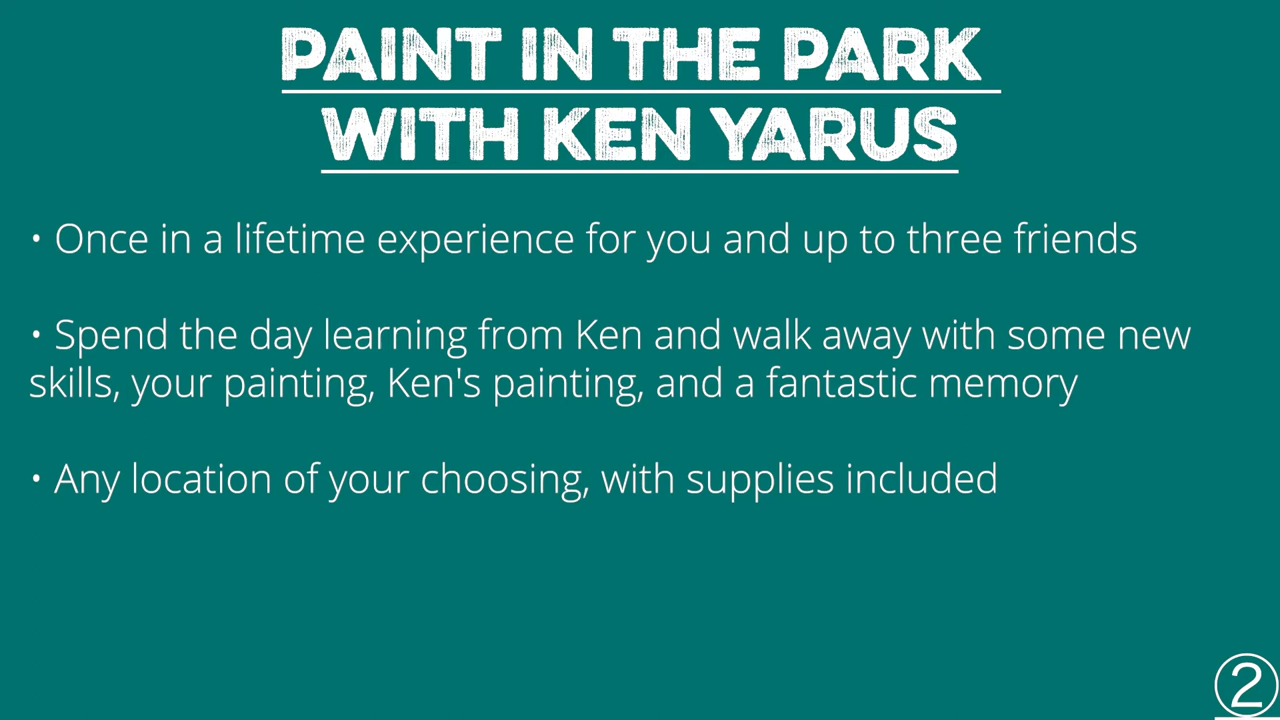 PAINT IN THE PARK
WITH KEN YARUS
• Once in a lifetime experience for you and up to three friends
• Spend the day learning from Ken and walk away with some new
skills, your painting, Ken's painting, and a fantastic memory
• Any location of your choosing, with supplies included
2